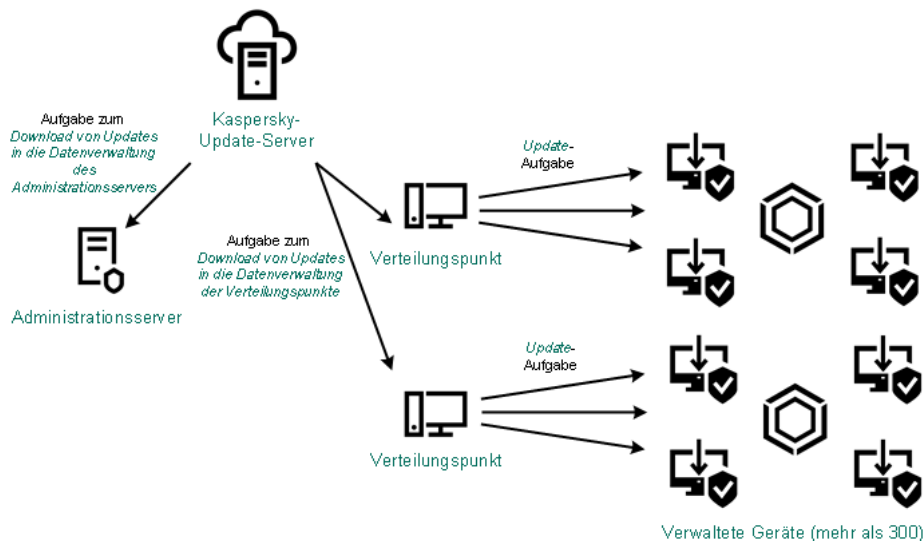 Kaspersky-
Update-Server
Aufgabe zum
Download von Updates
in die Datenverwaltung
des
Administrationsservers
Administrationsserver
Aufgabe zum
Download von Updates
in die Datenverwaltung
der Verteilungspunkte
Update-
Aufgabe
Verteilungspunkt
Update-
Aufgabe
Verteilungspunkt
Verwaltete Geräte (mehr als 300)